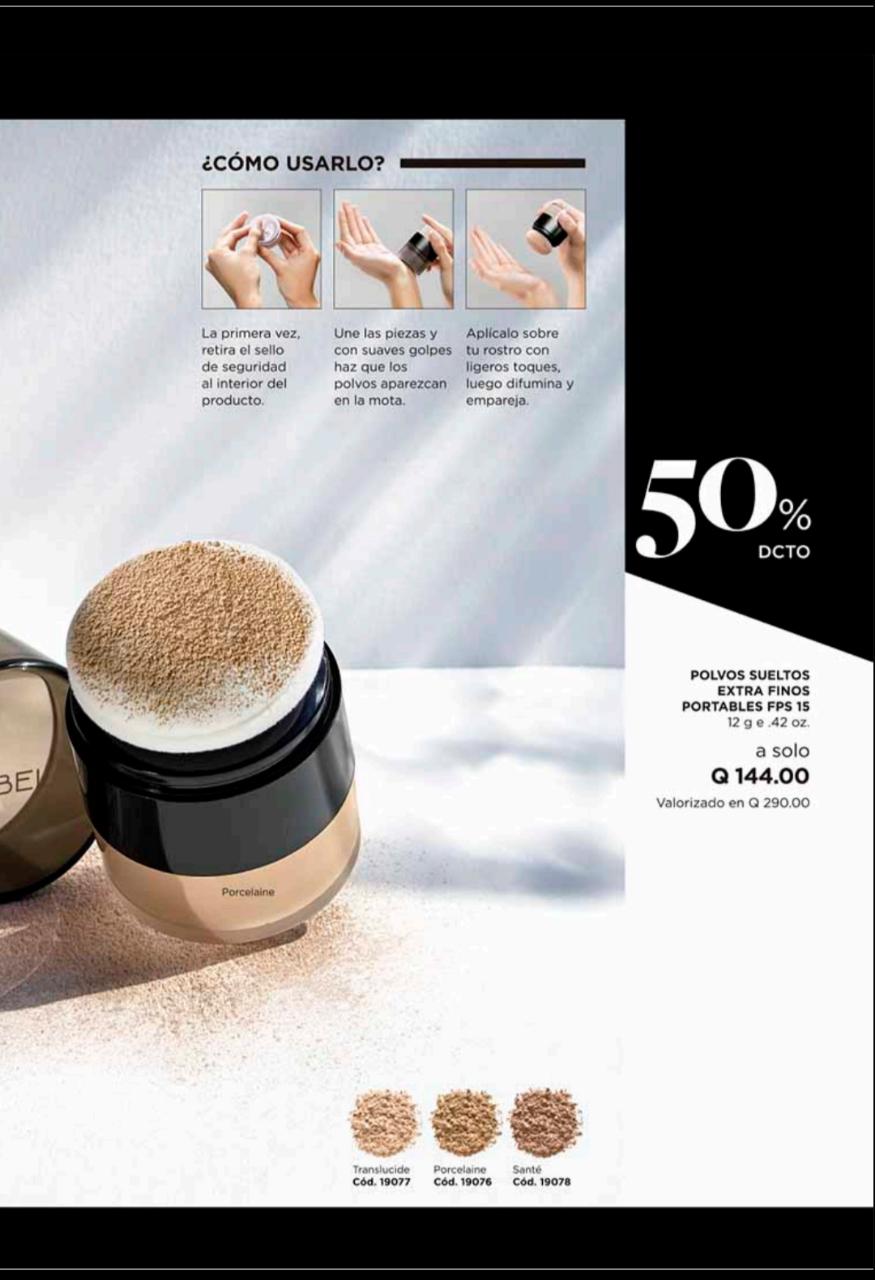 ¿CÓMO USARLO?
La primera vez,
retira el sello
de seguridad
al interior del
producto.
Une las piezas y
con suaves golpes
haz que los
polvos aparezcan
en la mota.
Aplícalo sobre
tu rostro con
ligeros toques,
luego difumina y
empareja.
50%
DCTO
POLVOS SUELTOS
EXTRA FINOS
PORTABLES FPS 15
12 g e .42 oz.
a solo
Q 144.00
Valorizado en Q 290.00
BEL
Porcelaine
Translucide
Cód. 19077
Porcelaine
Cód. 19076
Santé
Cód. 19078